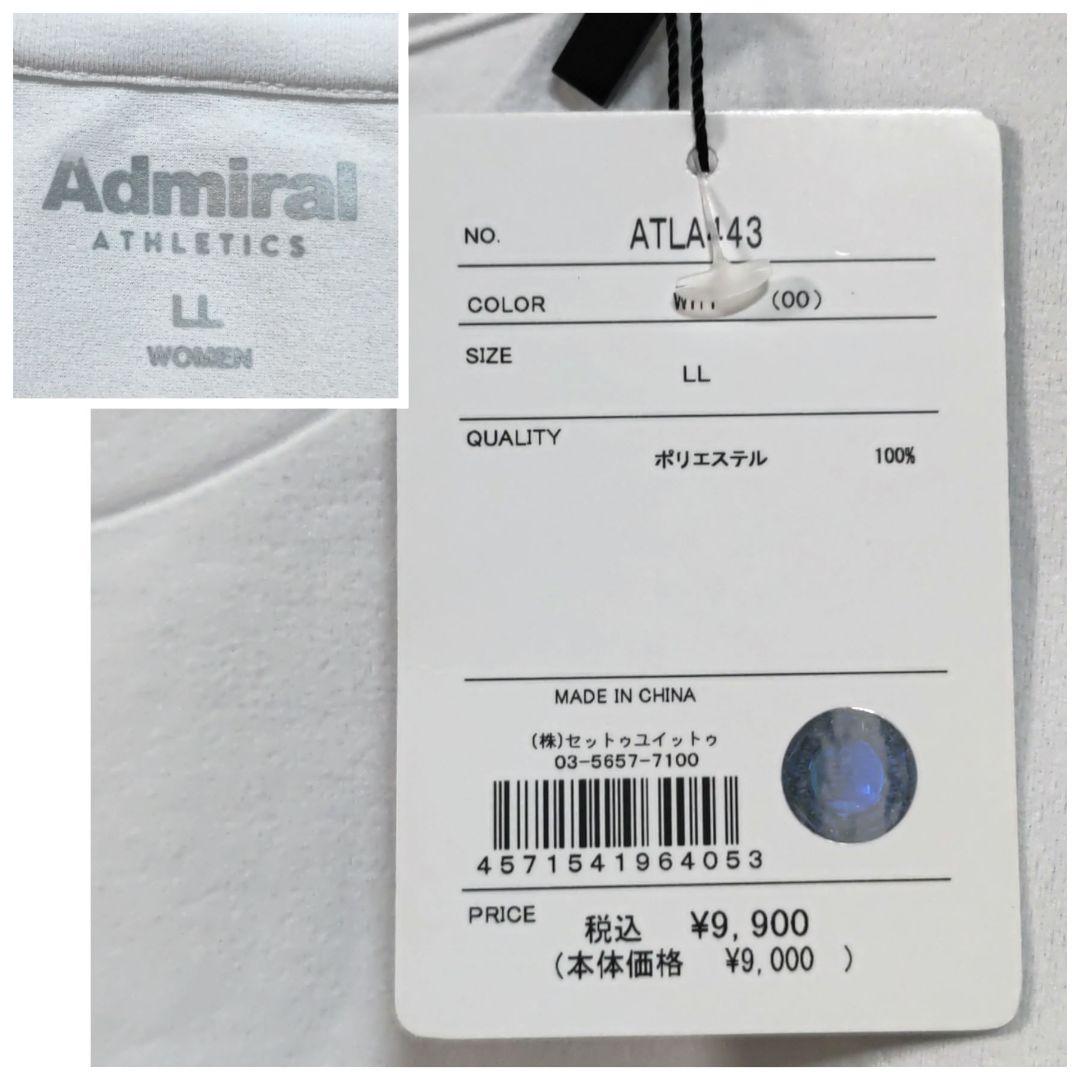 Admiral
ATHLETICS
LL
WOMEN
NO. ATLA443
COLOR (00)
SIZE
LL
QUALITY
ポリエステル 100%
MADE IN CHINA
(株)セットゥユイットゥ
03-5657-7100
4571541964053
PRICE 税込 ¥9,900
(本体価格 ¥9,000 )